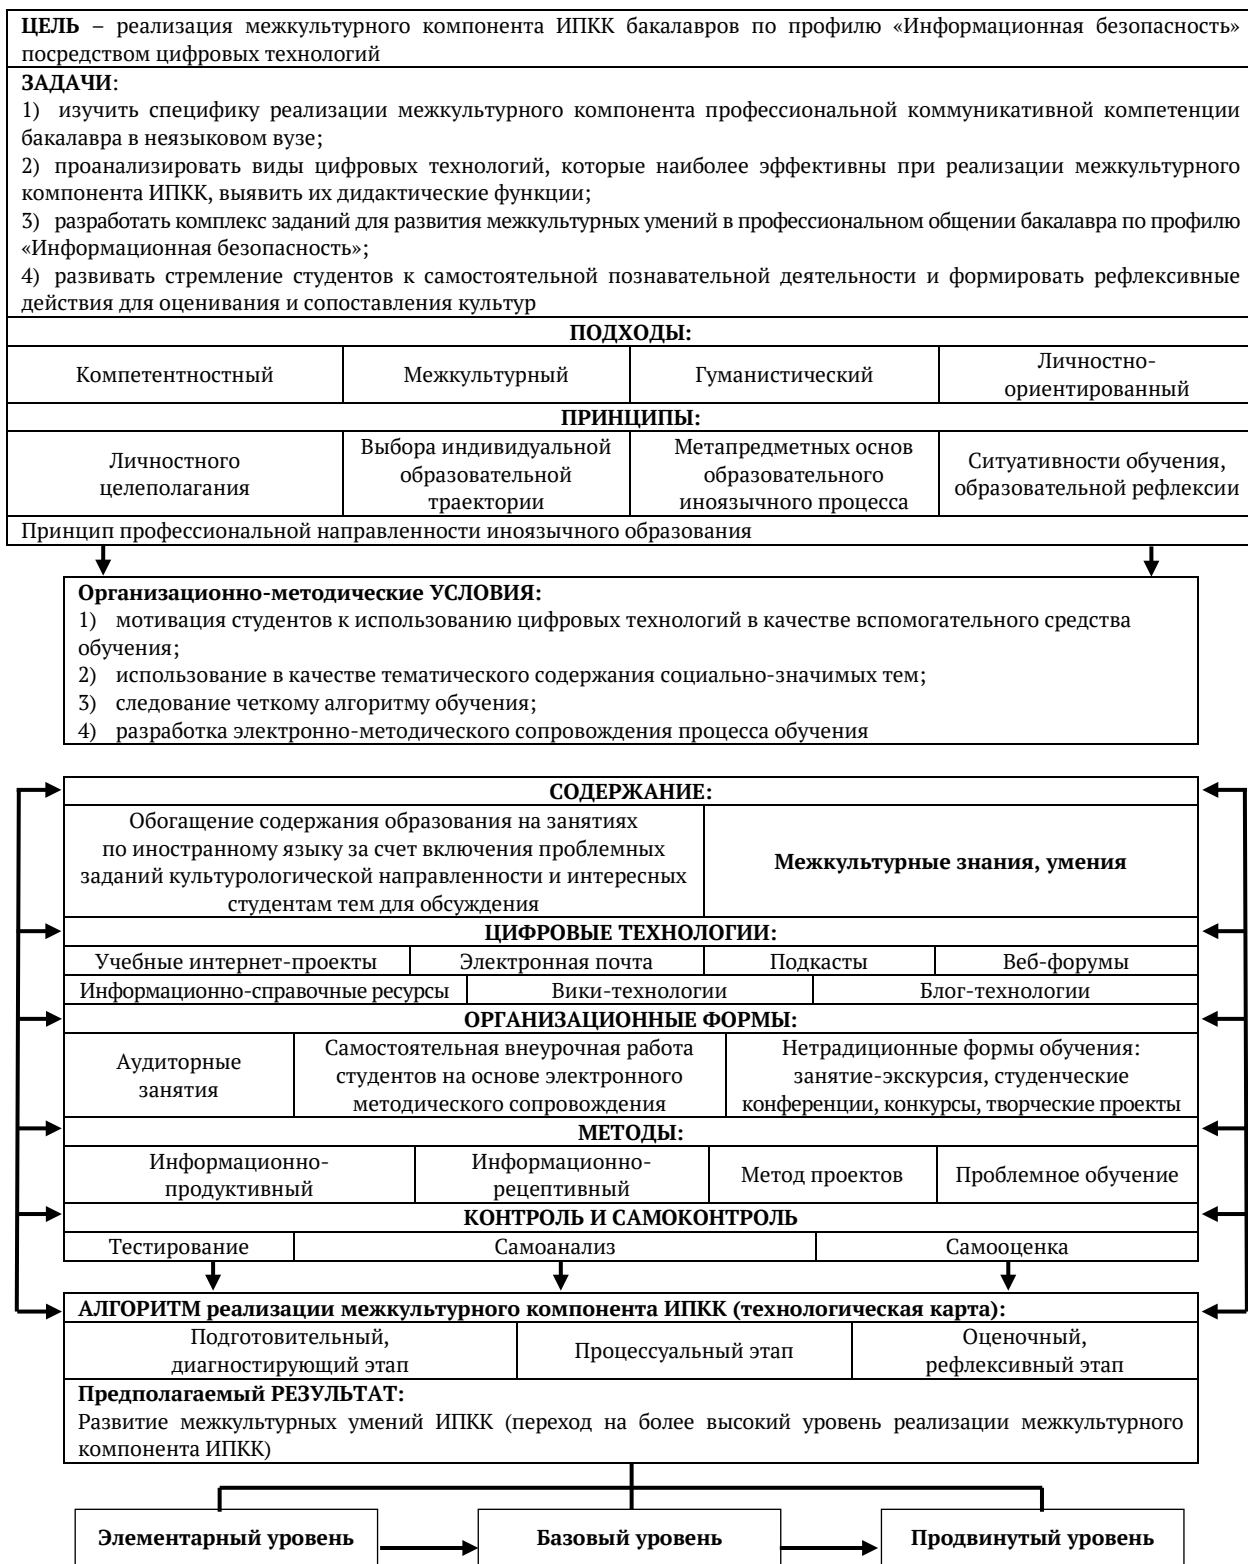 ЦЕЛЬ – реализация межкультурного компонента ИПКК бакалавров по профилю «Информационная безопасность»
посредством цифровых технологий
ЗАДАЧИ:
1) изучить специфику реализации межкультурного компонента профессиональной коммуникативной компетенции
бакалавра в неязыковом вузе;
2) проанализировать виды цифровых технологий, которые наиболее эффективны при реализации межкультурного
компонента ИПКК, выявить их дидактические функции;
3) разработать комплекс заданий для развития межкультурных умений в профессиональном общении бакалавра по профилю
«Информационная безопасность»;
4) развивать стремление студентов к самостоятельной познавательной деятельности и формировать рефлексивные
действия для оценивания и сопоставления культур
ПОДХОДЫ:
Компетентностный
Межкультурный
Гуманистический
Личностно-
ориентированный
ПРИНЦИПЫ:
Личностного
целеполагания
Выбора индивидуальной
образовательной
траектории
Метапредметных основ
образовательного
иноязычного процесса
Ситуативности обучения,
образовательной рефлексии
Принцип профессиональной направленности иноязычного образования
Организационно-методические УСЛОВИЯ:
1) мотивация студентов к использованию цифровых технологий в качестве вспомогательного средства
обучения;
2) использование в качестве тематического содержания социально-значимых тем;
3) следование четкому алгоритму обучения;
4) разработка электронно-методического сопровождения процесса обучения
СОДЕРЖАНИЕ:
Обогащение содержания образования на занятиях
по иностранному языку за счет включения проблемных
заданий культурологической направленности и интересных
студентам тем для обсуждения
Межкультурные знания, умения
ЦИФРОВЫЕ ТЕХНОЛОГИИ:
Учебные интернет-проекты
Электронная почта
Подкасты
Веб-форумы
Информационно-справочные ресурсы
Вики-технологии
Блог-технологии
ОРГАНИЗАЦИОННЫЕ ФОРМЫ:
Аудиторные
занятия
Самостоятельная внеурочная работа
студентов на основе электронного
методического сопровождения
Нетрадиционные формы обучения:
занятие-экскурсия, студенческие
конференции, конкурсы, творческие проекты
МЕТОДЫ:
Информационно-
продуктивный
Информационно-
рецептивный
Метод проектов
Проблемное обучение
КОНТРОЛЬ И САМОКОНТРОЛЬ
Тестирование
Самоанализ
Самооценка
АЛГОРИТМ реализации межкультурного компонента ИПКК (технологическая карта):
Подготовительный,
диагностирующий этап
Процессуальный этап
Оценочный,
рефлексивный этап
Предполагаемый РЕЗУЛЬТАТ:
Развитие межкультурных умений ИПКК (переход на более высокий уровень реализации межкультурного
компонента ИПКК)
Элементарный уровень
Базовый уровень
Продвинутый уровень